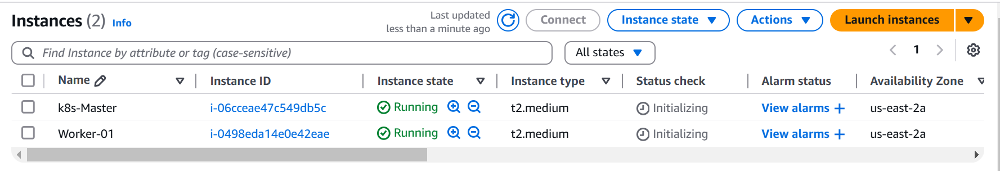 Instances (2) Info
Last updated
less than a minute ago
Connect
Instance state
Actions
Launch instances
Find Instance by attribute or tag (case-sensitive)
All states
1
Name Instance ID Instance state Instance type Status check Alarm status Availability Zone
k8s-Master i-06cceae47c549db5c Running t2.medium Initializing View alarms + us-east-2a
Worker-01 i-0498eda14e0e42eae Running t2.medium Initializing View alarms + us-east-2a